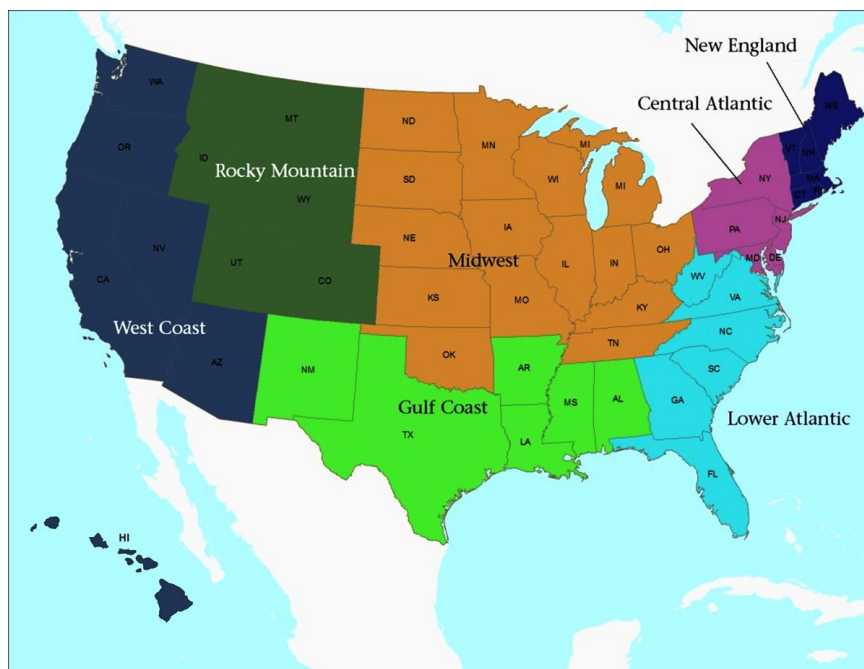 New England
Central Atlantic
WA
MT
ND
ME
OR
ID
MN
MI
VT
NH
Rocky Mountain
SD
WI
MI
NY
MA
CT
RI
WY
NV
NE
IA
PA
NJ
UT
CO
Midwest
IL
IN
OH
MD
DE
CA
KS
MO
WV
VA
KY
West Coast
AZ
NM
OK
AR
TN
NC
SC
Gulf Coast
TX
LA
MS
AL
GA
Lower Atlantic
FL
HI